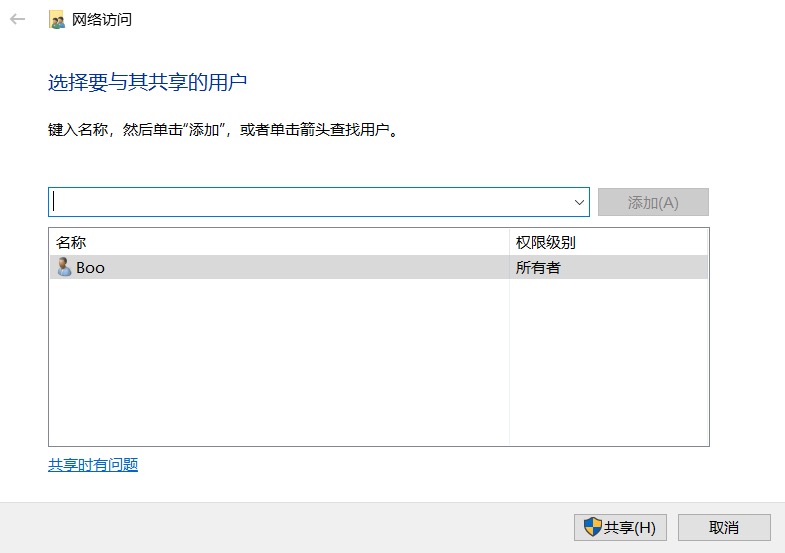 网络访问
选择要与其共享的用户
键入名称，然后单击“添加”，或者单击箭头查找用户。
添加(A)
名称 权限级别
Boo 所有者
共享时有问题
共享(H) 取消